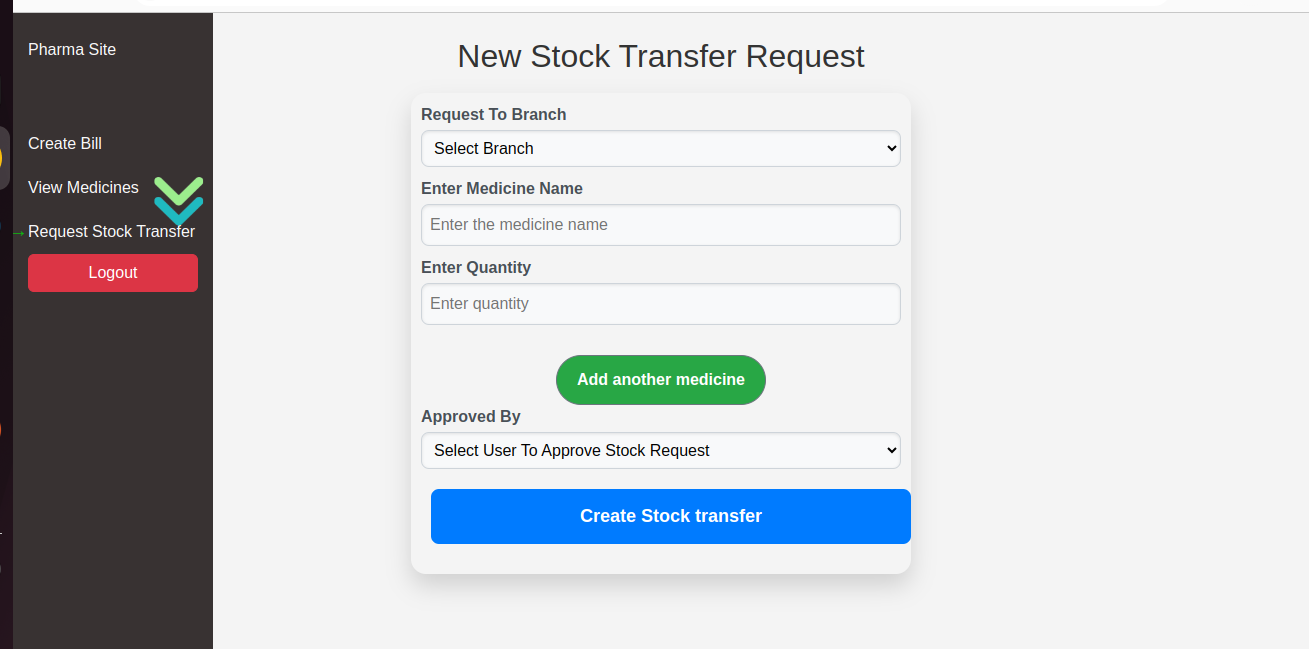 Pharma Site
Create Bill
View Medicines
→Request Stock Transfer
Logout
New Stock Transfer Request
Request To Branch
Select Branch
Enter Medicine Name
Enter the medicine name
Enter Quantity
Enter quantity
Add another medicine
Approved By
Select User To Approve Stock Request
Create Stock transfer